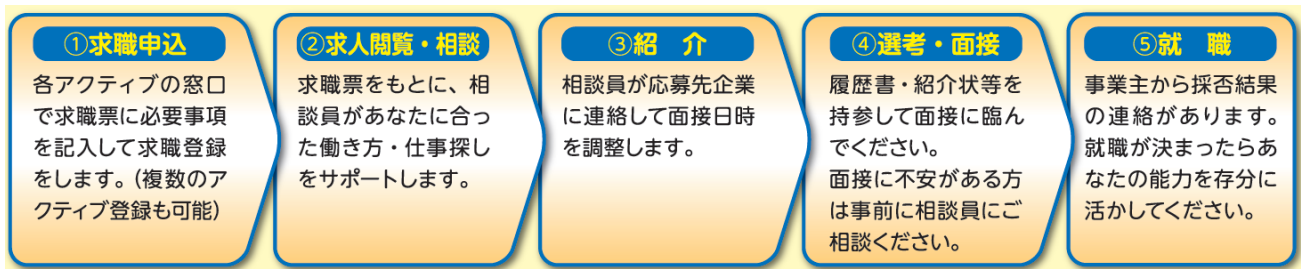 ①求職申込
各アクティブの窓口
で求職票に必要事項
を記入して求職登録
をします。(複数のア
クティブ登録も可能)
②求人閲覧・相談
求職票をもとに、相
談員があなたに合っ
た働き方・仕事探し
をサポートします。
③紹　介
相談員が応募先企業
に連絡して面接日時
を調整します。
④選考・面接
履歴書・紹介状等を
持参して面接に臨ん
でください。
面接に不安がある方
は事前に相談員にご
相談ください。
⑤就　職
事業主から採否結果
の連絡があります。
就職が決まったらあ
なたの能力を存分に
活かしてください。